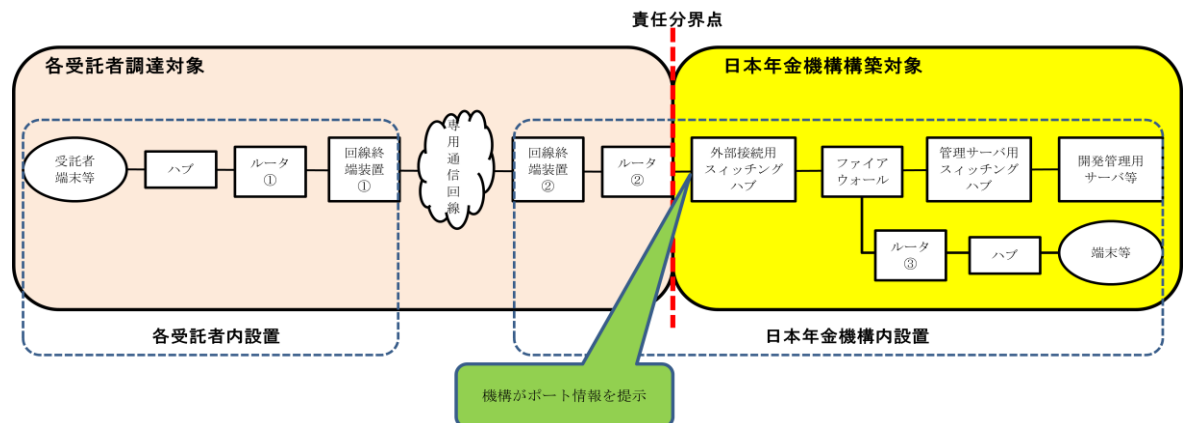 責任分界点
各受託者調達対象
日本年金機構構築対象
受託者
端末等
ハブ
ルータ
①
回線終
端装置
①
専用通信回線
回線終
端装置
②
ルータ
②
外部接続用
スイッチング
ハブ
ファイア
ウォール
管理サーバ用
スイッチング
ハブ
開発管理用
サーバ等
ルータ
③
ハブ
端末等
各受託者内設置
日本年金機構内設置
機構がポート情報を提示